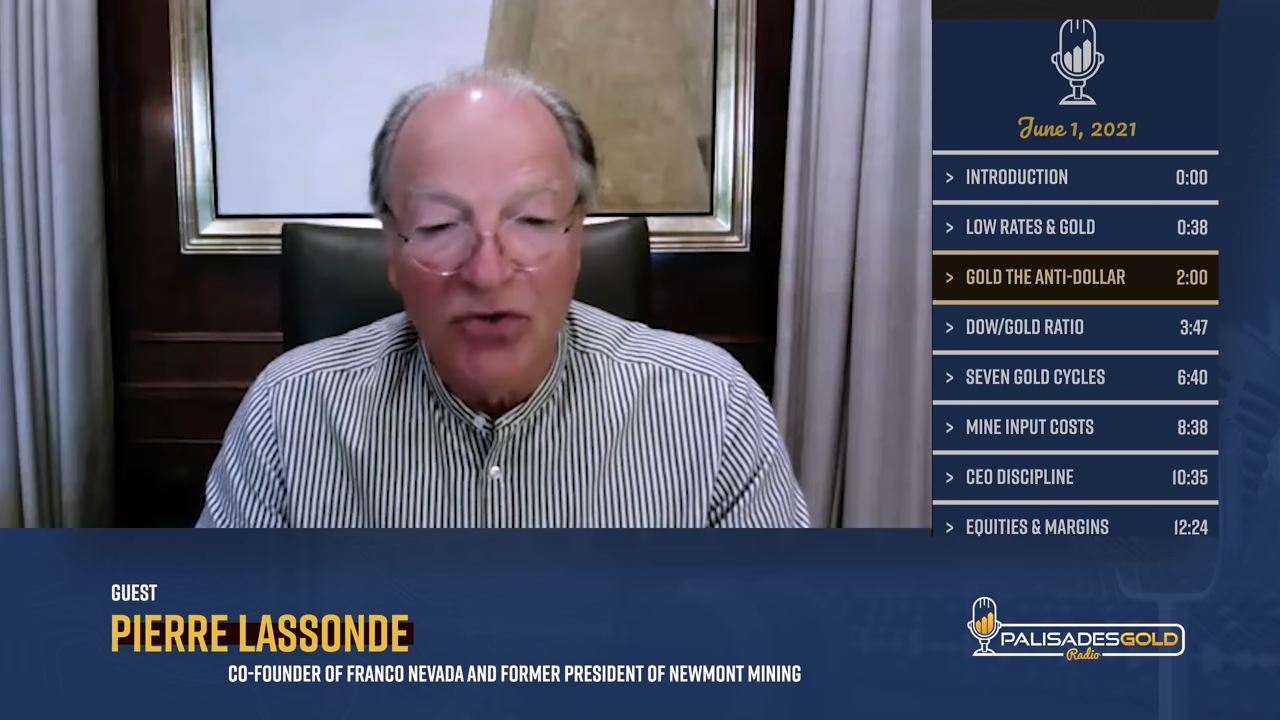 June 1, 2021
> INTRODUCTION 0:00
> LOW RATES & GOLD 0:38
> GOLD THE ANTI-DOLLAR 2:00
> DOW/GOLD RATIO 3:47
> SEVEN GOLD CYCLES 6:40
> MINE INPUT COSTS 8:38
> CEO DISCIPLINE 10:35
> EQUITIES & MARGINS 12:24
GUEST
PIERRE LASSONDE
CO-FOUNDER OF FRANCO NEVADA AND FORMER PRESIDENT OF NEWMONT MINING
PALISADESGOLD
Radio